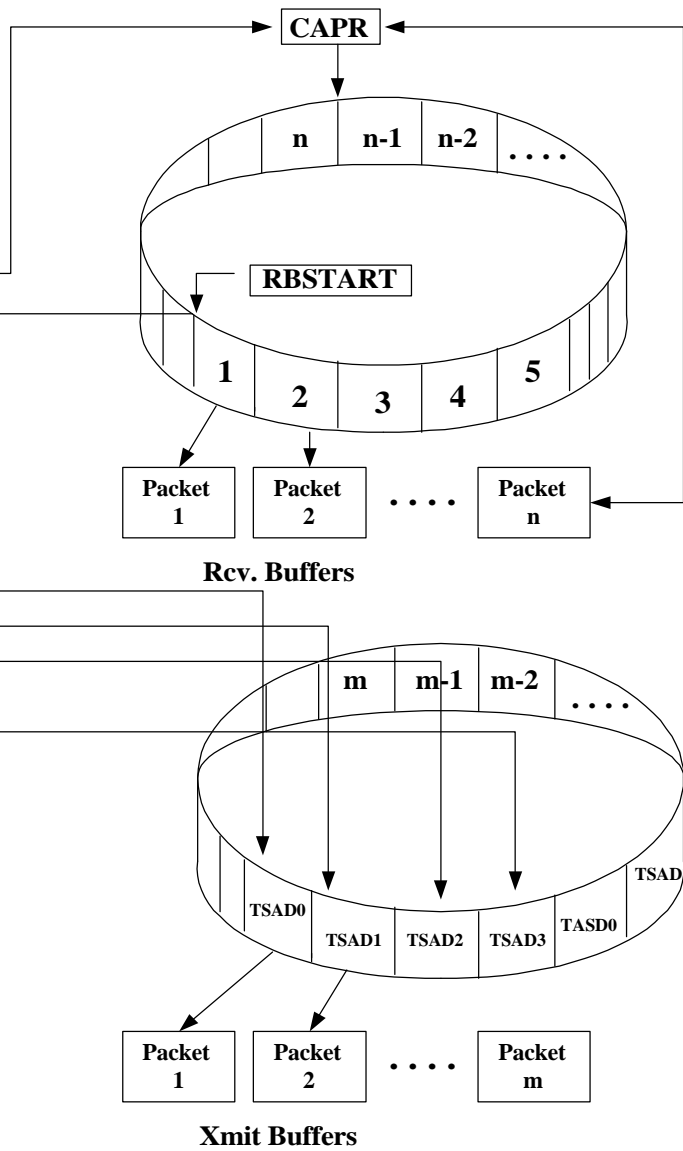 CAPR
n n-1 n-2 ....
RBSTART
1 2 3 4 5
Packet 1
Packet 2
....
Packet n
Rcv. Buffers
m m-1 m-2 ....
TSAD0 TSAD1 TSAD2 TSAD3 TASD0 TSAD
Packet 1
Packet 2
....
Packet m
Xmit Buffers